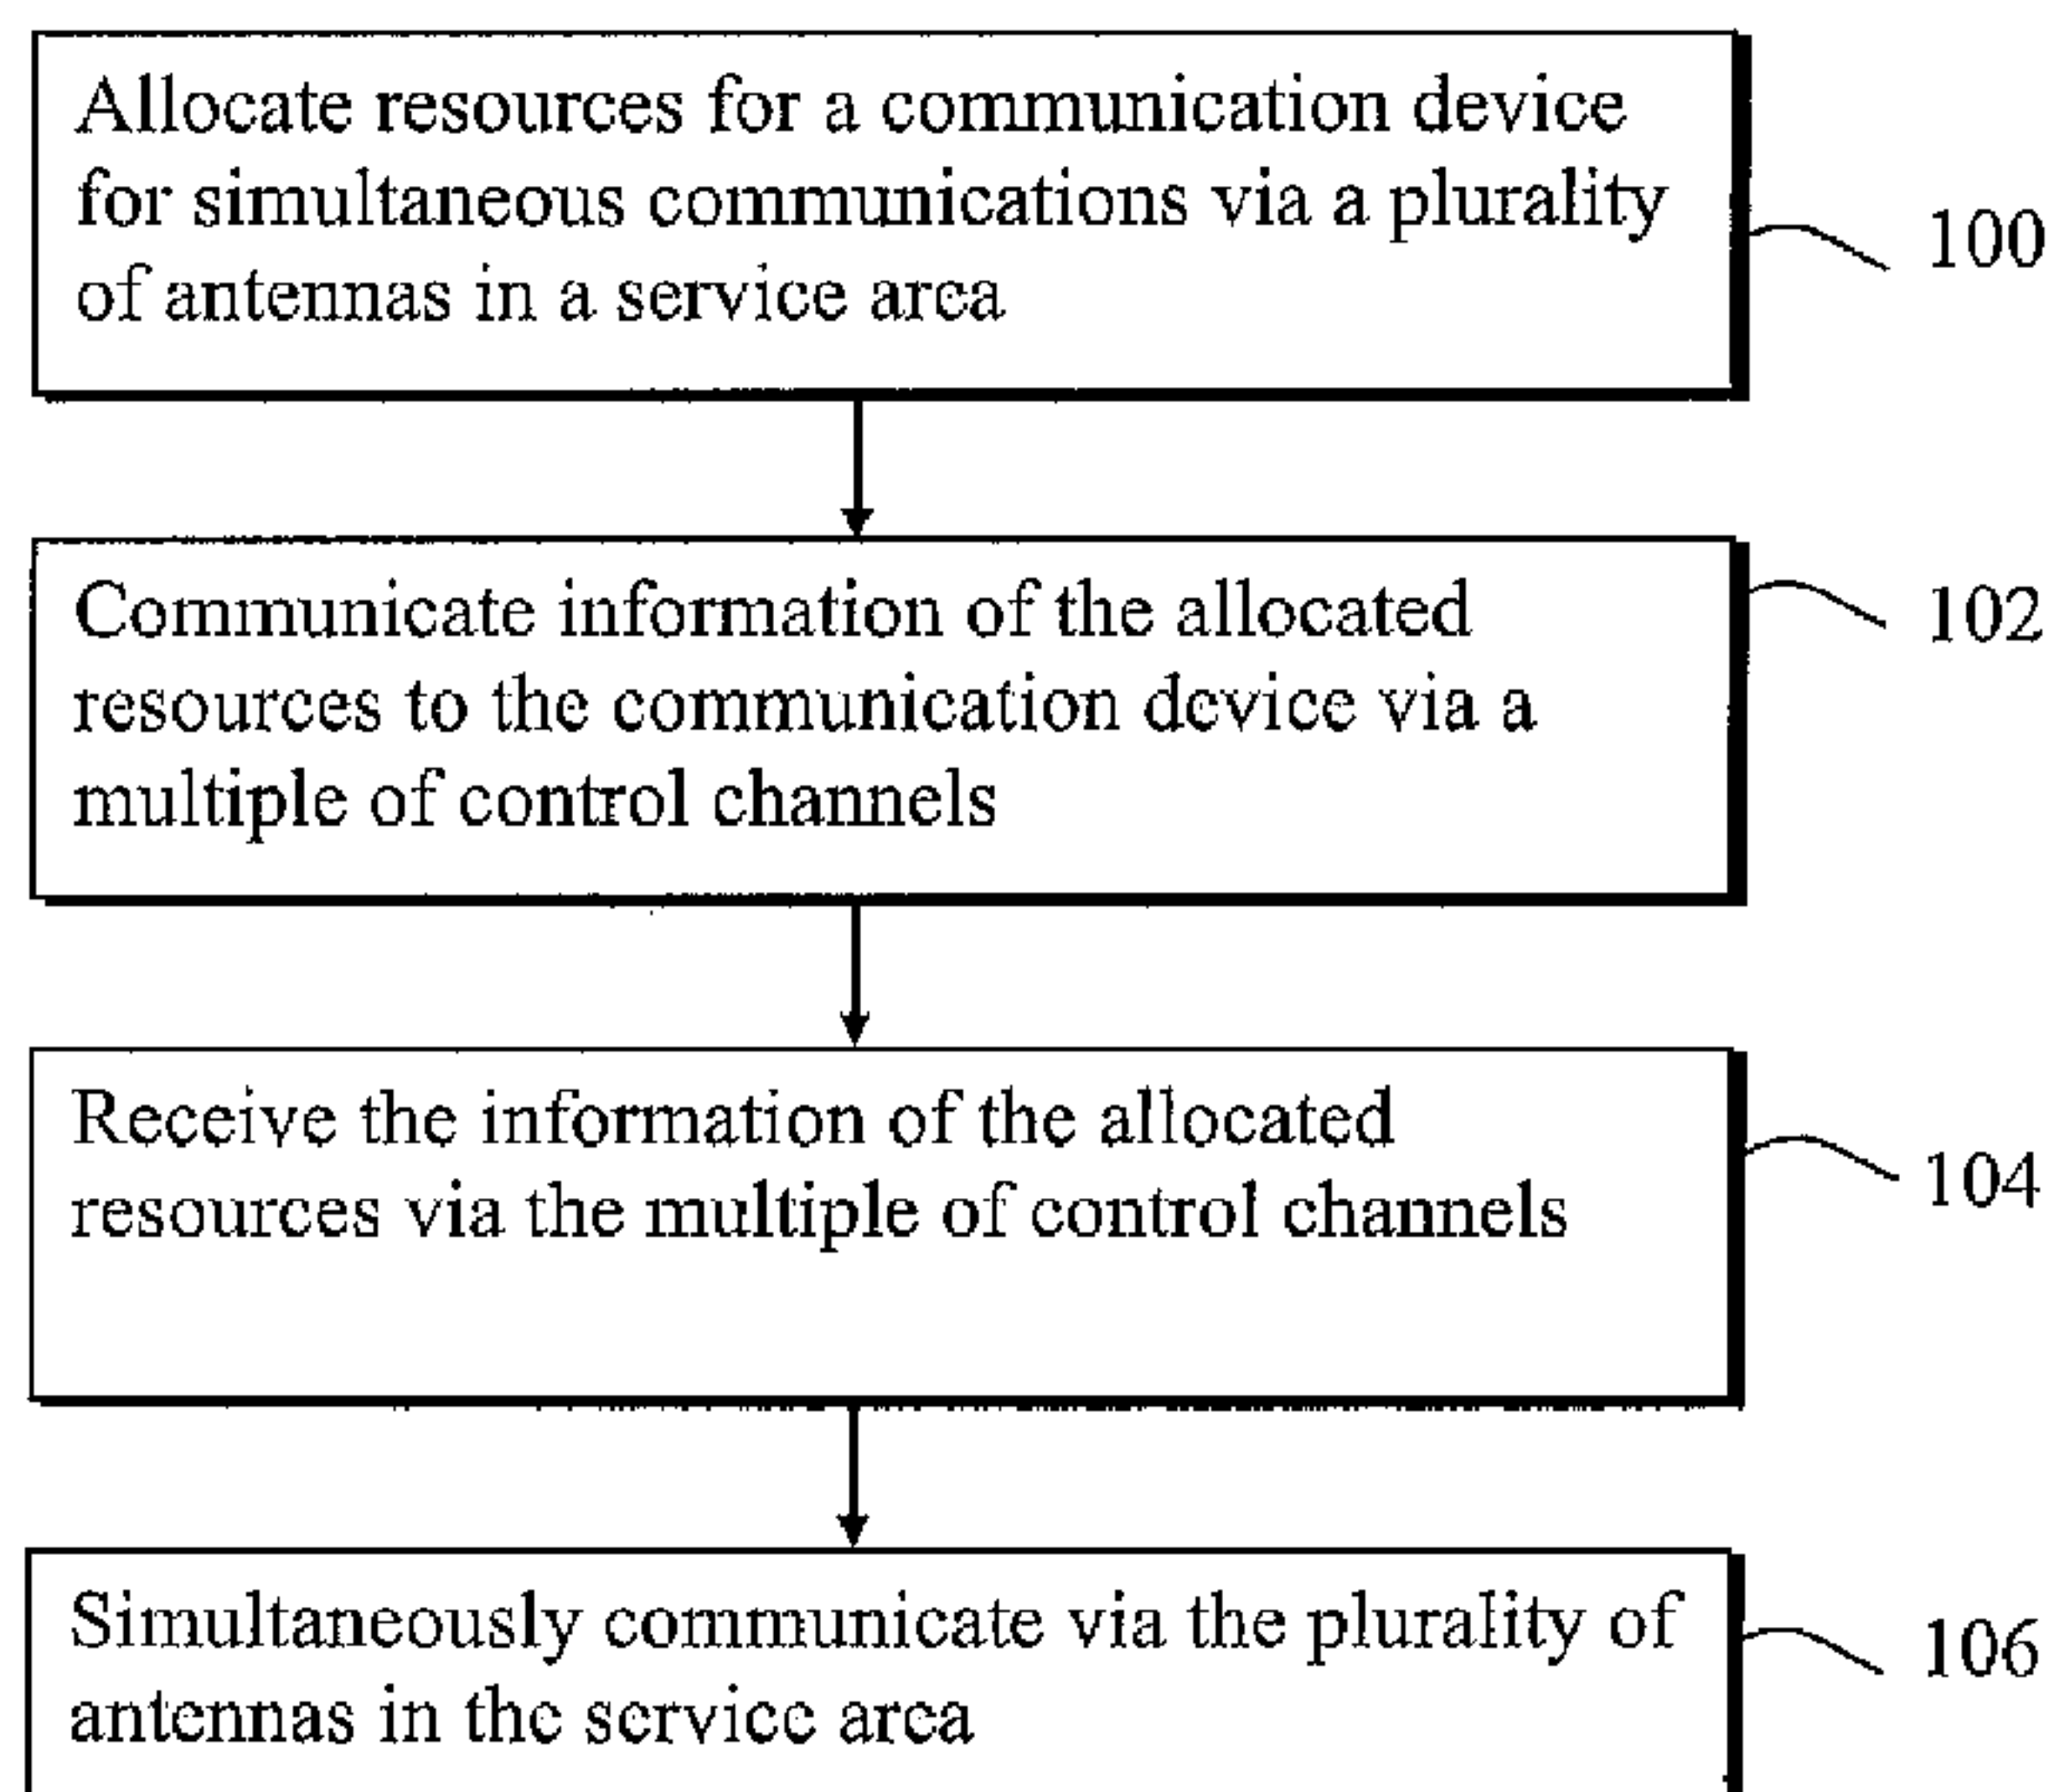 Allocate resources for a communication device
for simultaneous communications via a plurality
of antennas in a service area
100
Communicate information of the allocated
resources to the communication device via a
multiple of control channels
102
Receive the information of the allocated
resources via the multiple of control channels
104
Simultaneously communicate via the plurality of
antennas in the service area
106